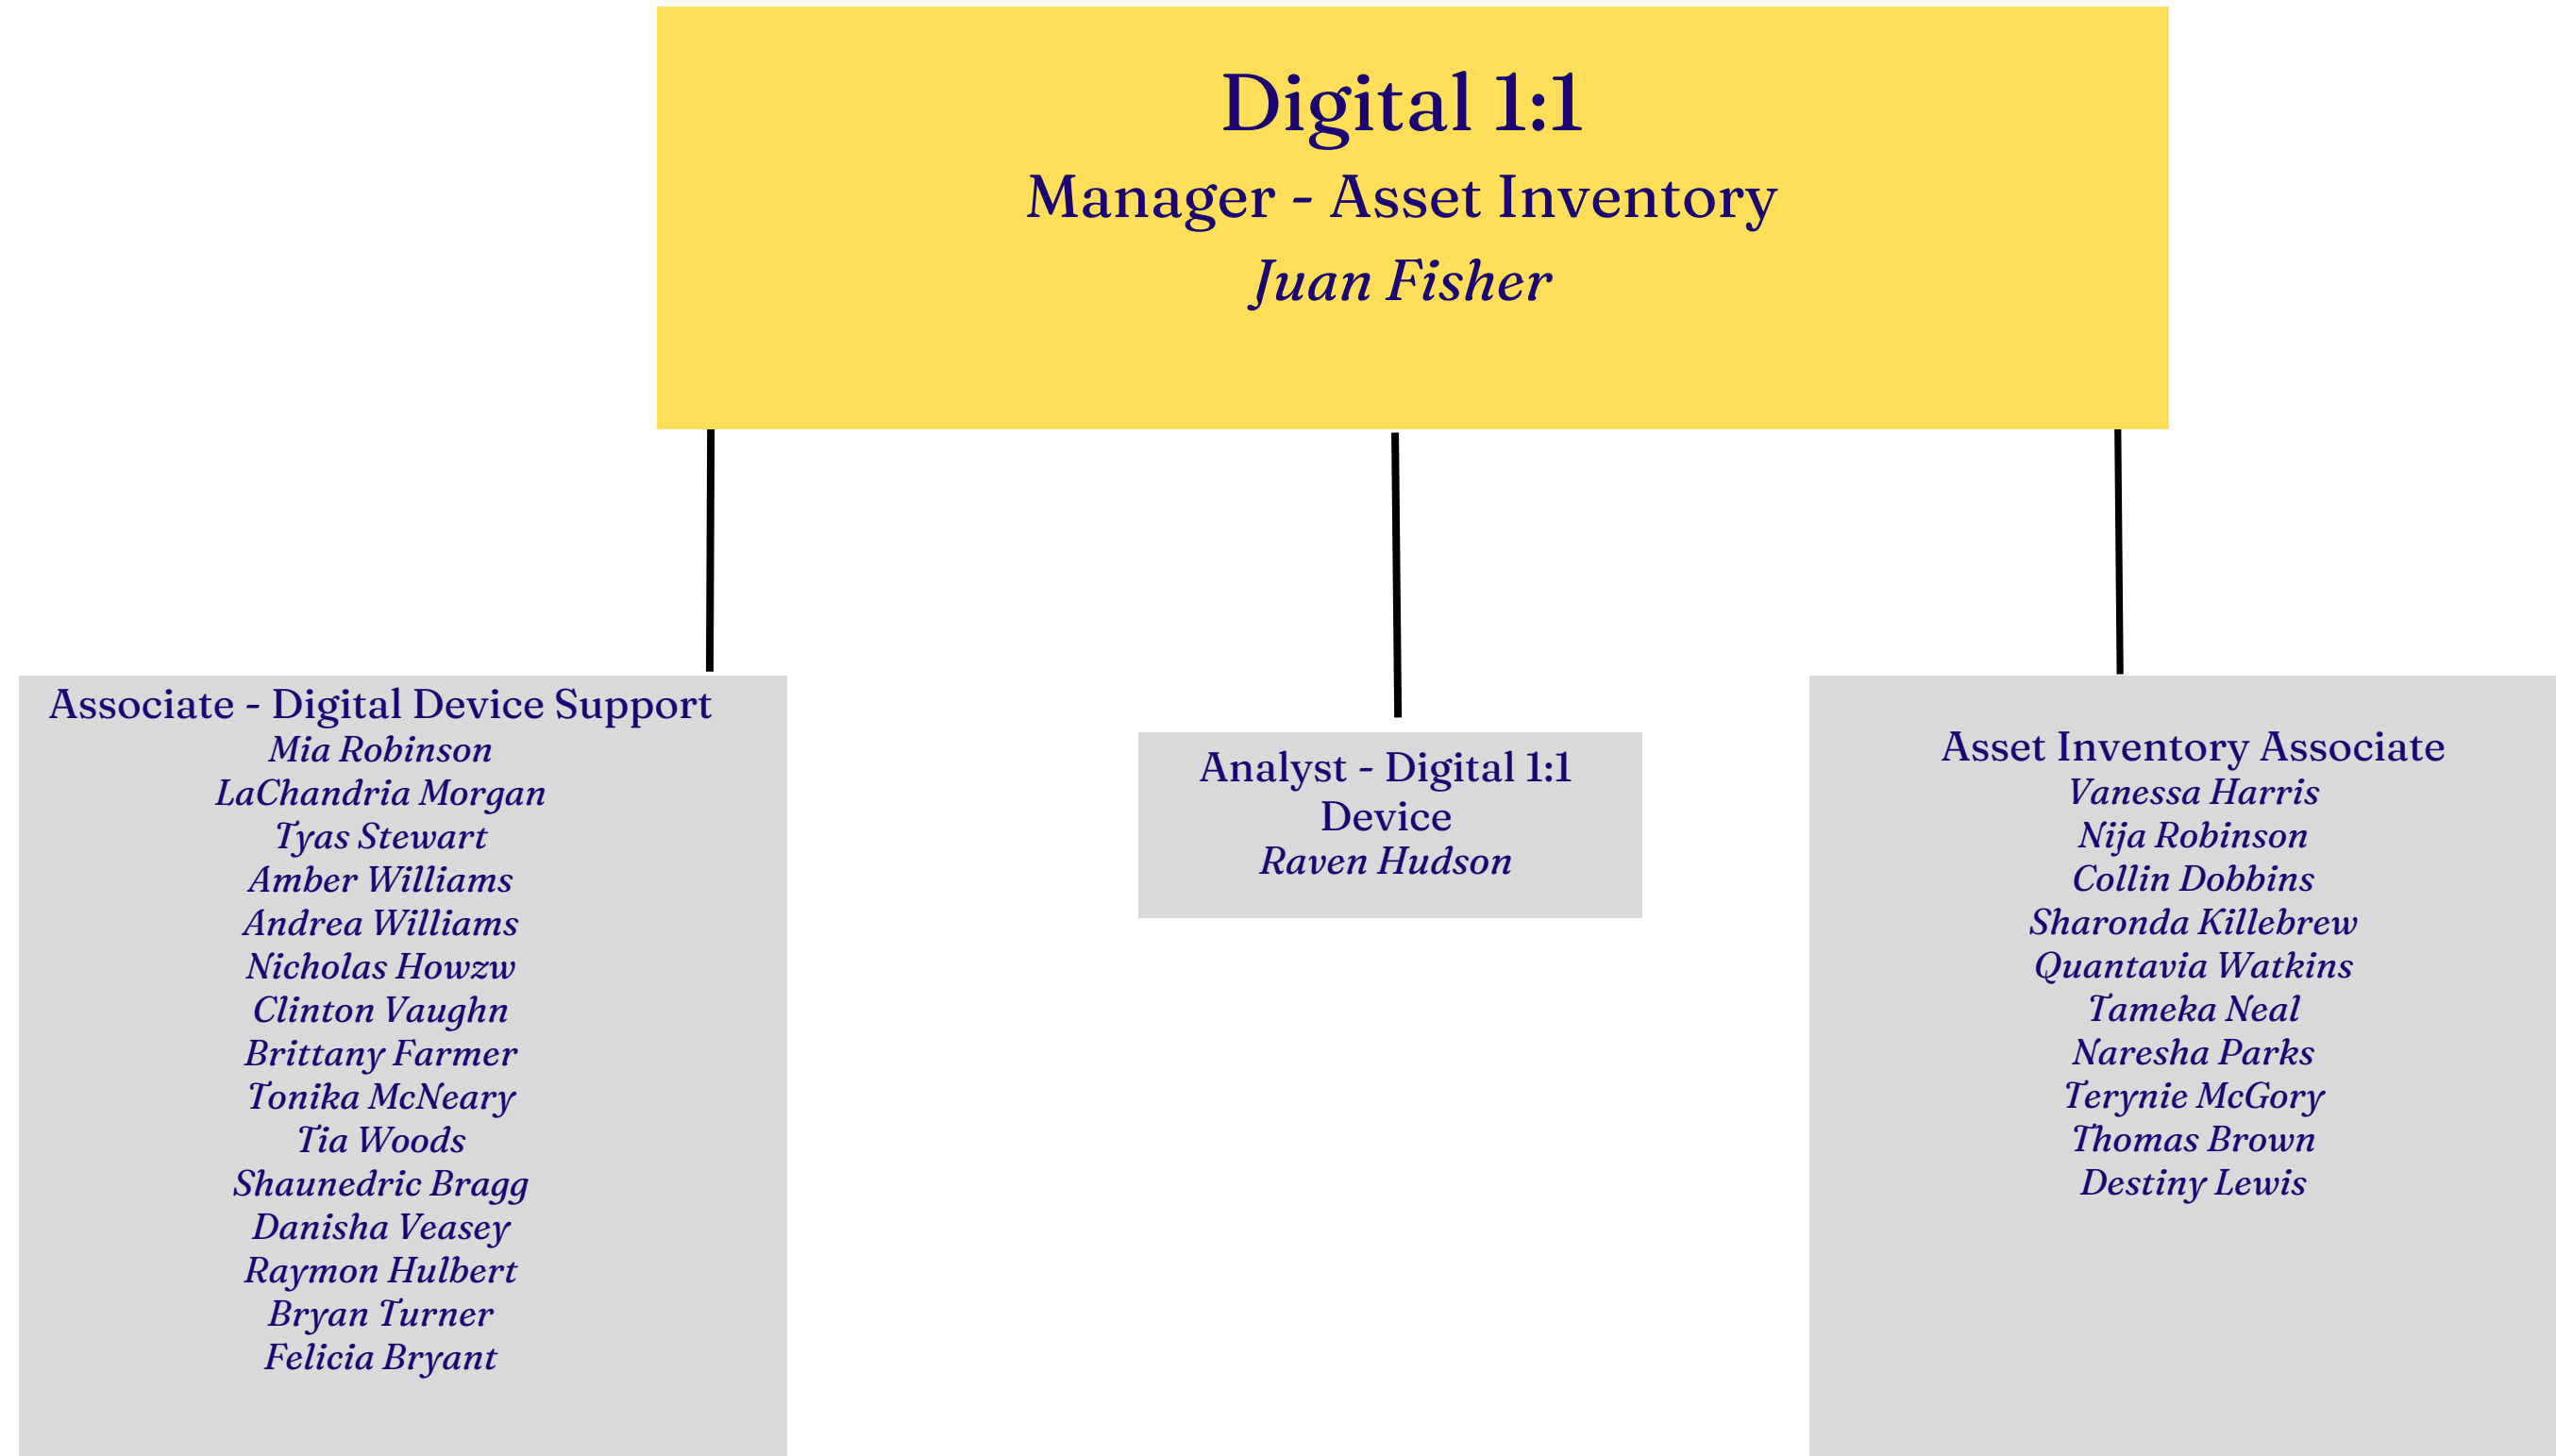 Digital 1:1
Manager - Asset Inventory
Juan Fisher
Associate - Digital Device Support
Mia Robinson
LaChandria Morgan
Tyas Stewart
Amber Williams
Andrea Williams
Nicholas Howzw
Clinton Vaughn
Brittany Farmer
Tonika McNeary
Tia Woods
Shaunedric Bragg
Danisha Veasey
Raymon Hulbert
Bryan Turner
Felicia Bryant
Analyst - Digital 1:1
Device
Raven Hudson
Asset Inventory Associate
Vanessa Harris
Nija Robinson
Collin Dobbins
Sharonda Killebrew
Quantavia Watkins
Tameka Neal
Naresha Parks
Terynie McGory
Thomas Brown
Destiny Lewis